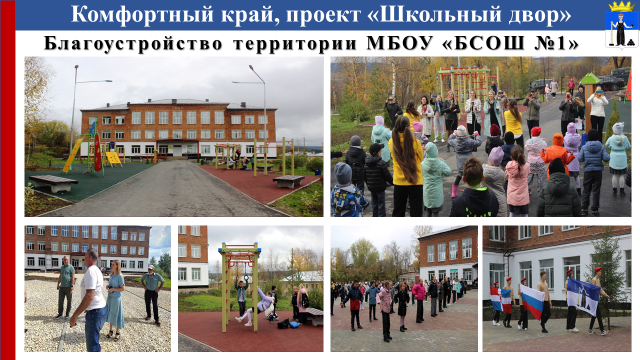 Комфортный край, проект «Школьный двор»
Благоустройство территории МБОУ «БСОШ №1»